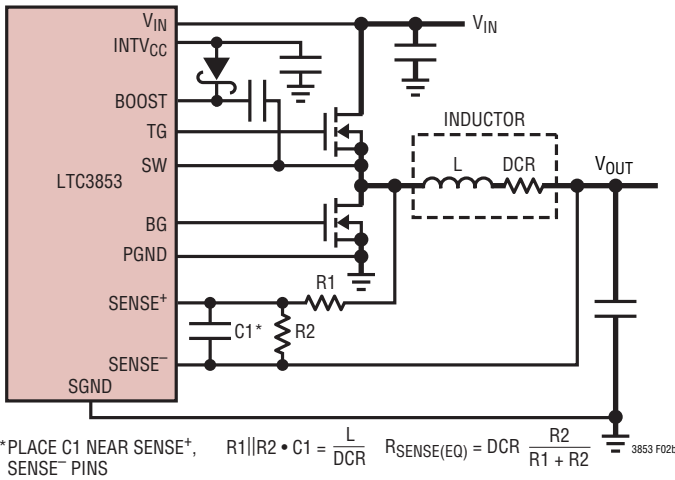 VIN
INTVCC
BOOST
TG
SW
LTC3853
BG
PGND
SENSE+
SENSE–
SGND
VIN
INDUCTOR
L DCR
VOUT
R1
C1*
R2
*PLACE C1 NEAR SENSE+,
SENSE– PINS
R1||R2 • C1 = L/DCR
RSENSE(EQ) = DCR R2/R1 + R2
3853 F02b